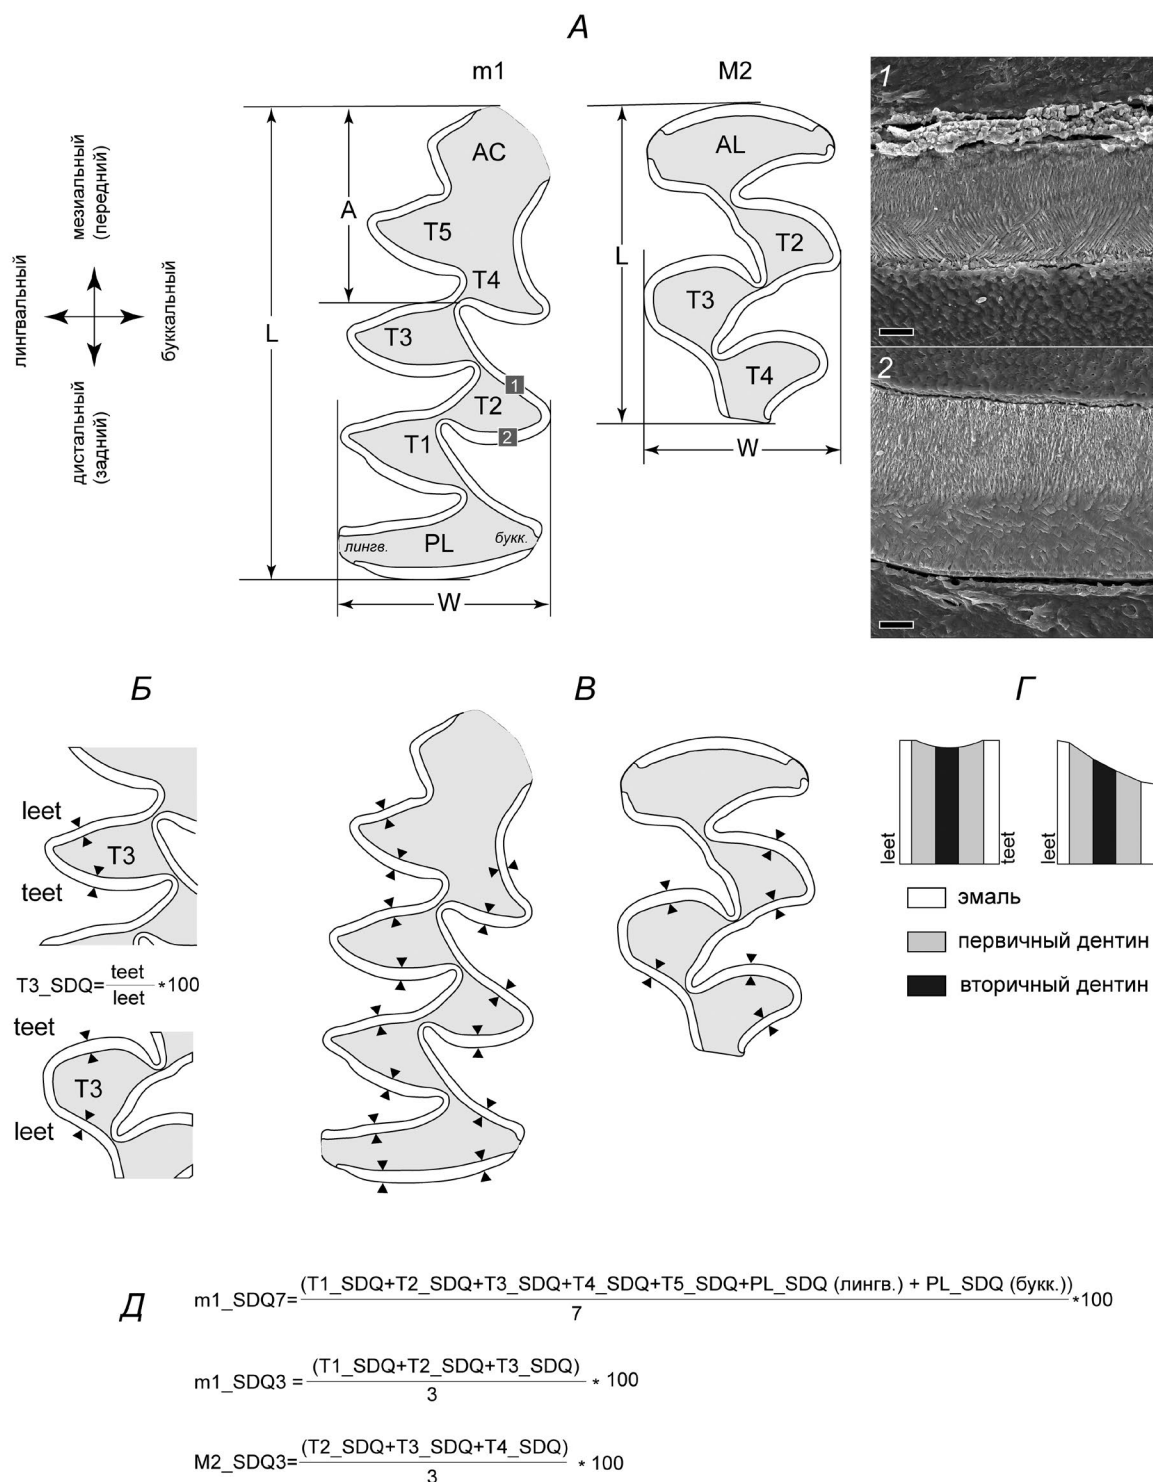 А
m1
M2
1
мезиальный
(передний)
лингвальный
буккальный
дистальный
(задний)
AC
A
T5
T4
L
T3
1
T2
2
T1
лингв.
PL
букк.
W
AL
L
T2
T3
T4
W
2
Б
В
Г
leet
T3
teet
T3_SDQ=teet/leet*100
teet
T3
leet
leet
teet
leet
эмаль
первичный дентин
вторичный дентин
Д
m1_SDQ7=(T1_SDQ+T2_SDQ+T3_SDQ+T4_SDQ+T5_SDQ+PL_SDQ (лингв.) + PL_SDQ (букк.))/7*100
m1_SDQ3 =(T1_SDQ+T2_SDQ+T3_SDQ)/3 * 100
M2_SDQ3=(T2_SDQ+T3_SDQ+T4_SDQ)/3 * 100